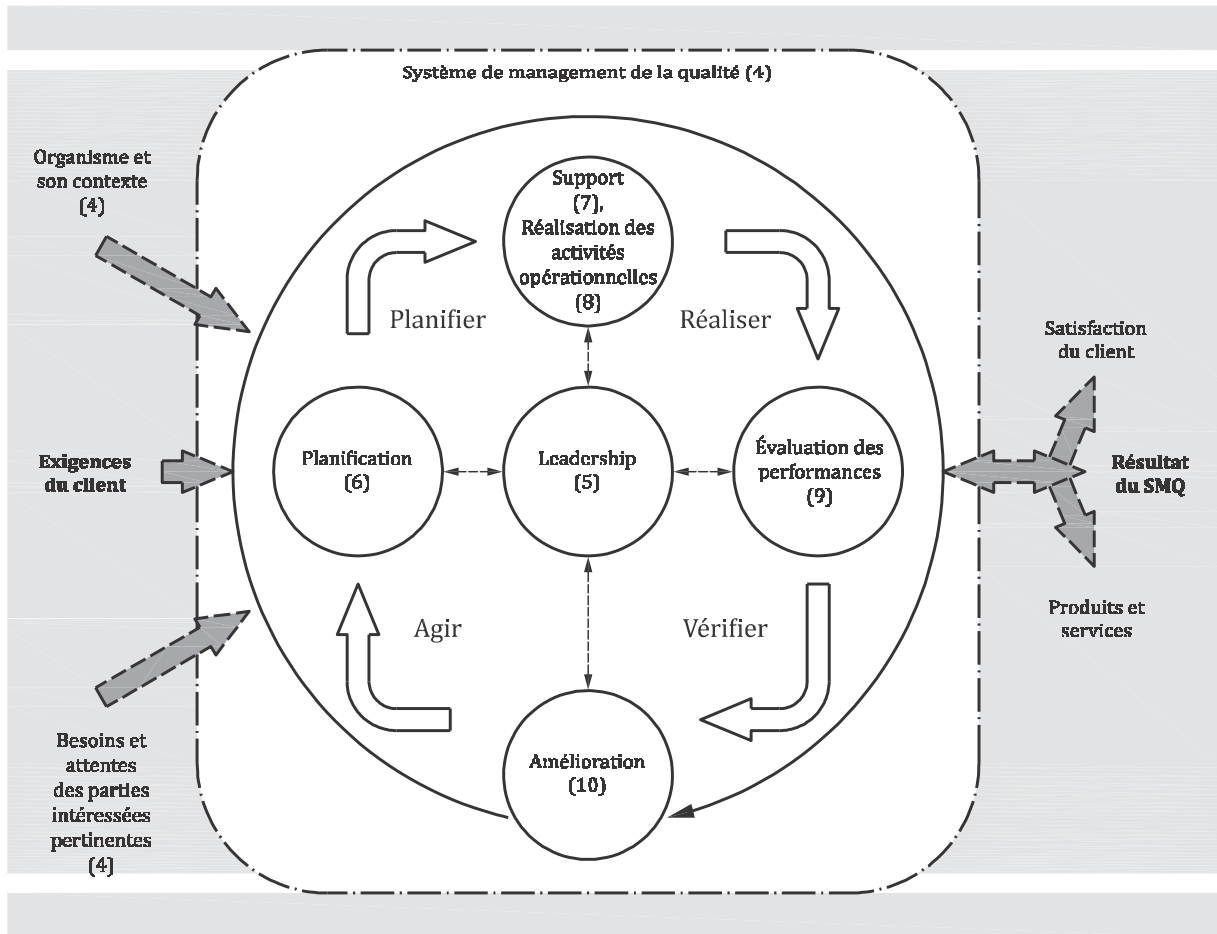 Système de management de la qualité (4)
Organisme et
son contexte
(4)
Support
(7),
Réalisation des
activités
opérationnelles
(8)
Planifier
Réaliser
Satisfaction
du client
Exigences
du client
Planification
(6)
Leadership
(5)
Évaluation des
performances
(9)
Résultat
du SMQ
Agir
Vérifier
Produits et
services
Besoins et
attentes
des parties
intéressées
pertinentes
(4)
Amélioration
(10)